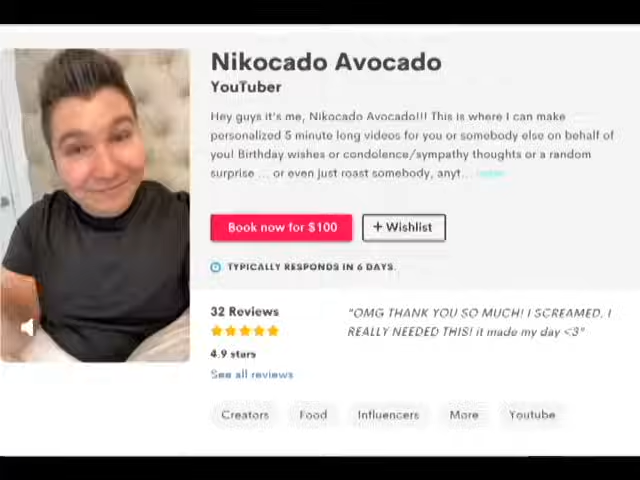 Nikocado Avocado
YouTuber
Hey guys it's me, Nikocado Avocado!!! This is where I can make
personalized 5 minute long videos for you or somebody else on behalf of
you! Birthday wishes or condolence/sympathy thoughts or a random
surprise ... or even just roast somebody, anyt...
Book now for $100
+ Wishlist
TYPICALLY RESPONDS IN 6 DAYS.
32 Reviews
"OMG THANK YOU SO MUCH! I SCREAMED, I
REALLY NEEDED THIS! it made my day <3"
4.9 stars
See all reviews
Creators Food Influencers More Youtube